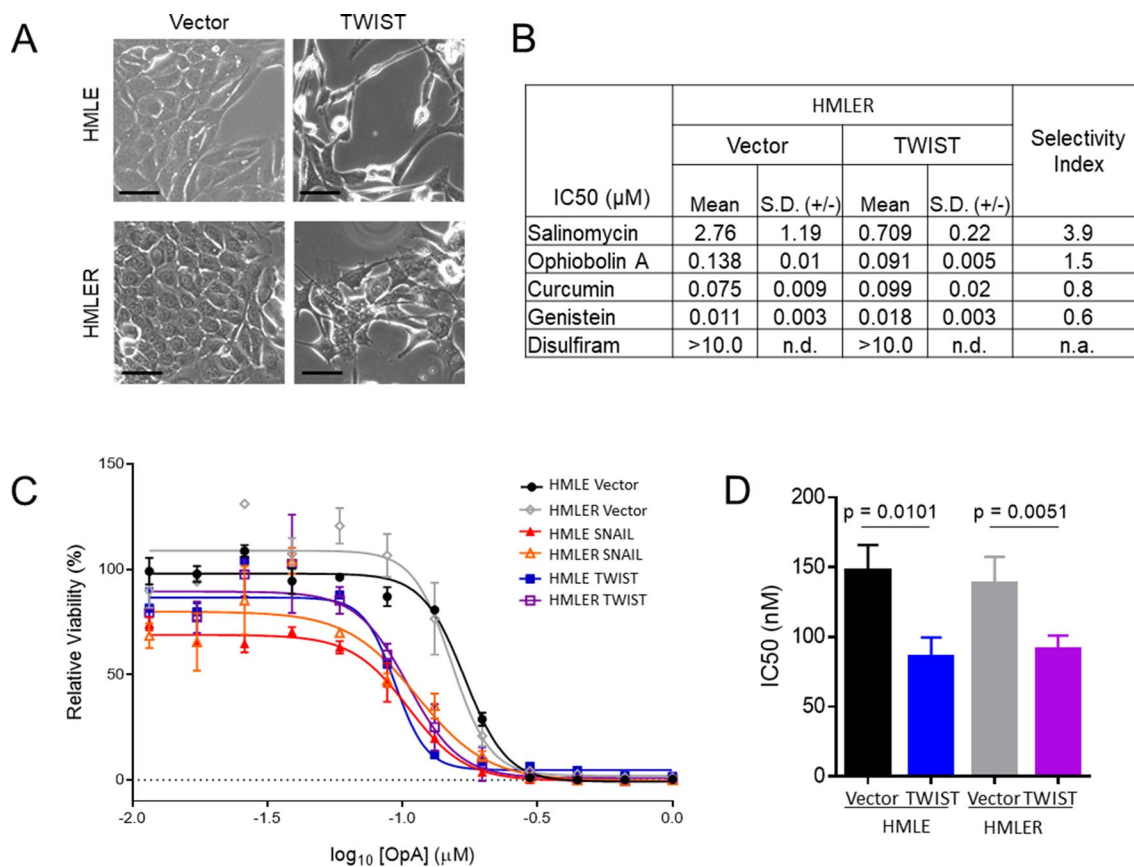 A
Vector TWIST
HMLE
HMLER
B
HMLER
Vector TWIST
Selectivity
Index
IC50 (µM) Mean S.D. (+/-) Mean S.D. (+/-)
Salinomycin 2.76 1.19 0.709 0.22 3.9
Ophiobolin A 0.138 0.01 0.091 0.005 1.5
Curcumin 0.075 0.009 0.099 0.02 0.8
Genistein 0.011 0.003 0.018 0.003 0.6
Disulfiram >10.0 n.d. >10.0 n.d. n.a.
C
Relative Viability (%)
150
100
50
0
-2.0 -1.5 -1.0 -0.5 0.0
log10 [OpA] (µM)
HMLE Vector
HMLER Vector
HMLE SNAIL
HMLER SNAIL
HMLE TWIST
HMLER TWIST
D
IC50 (nM)
200
150
100
50
0
p = 0.0101 p = 0.0051
Vector TWIST Vector TWIST
HMLE HMLER